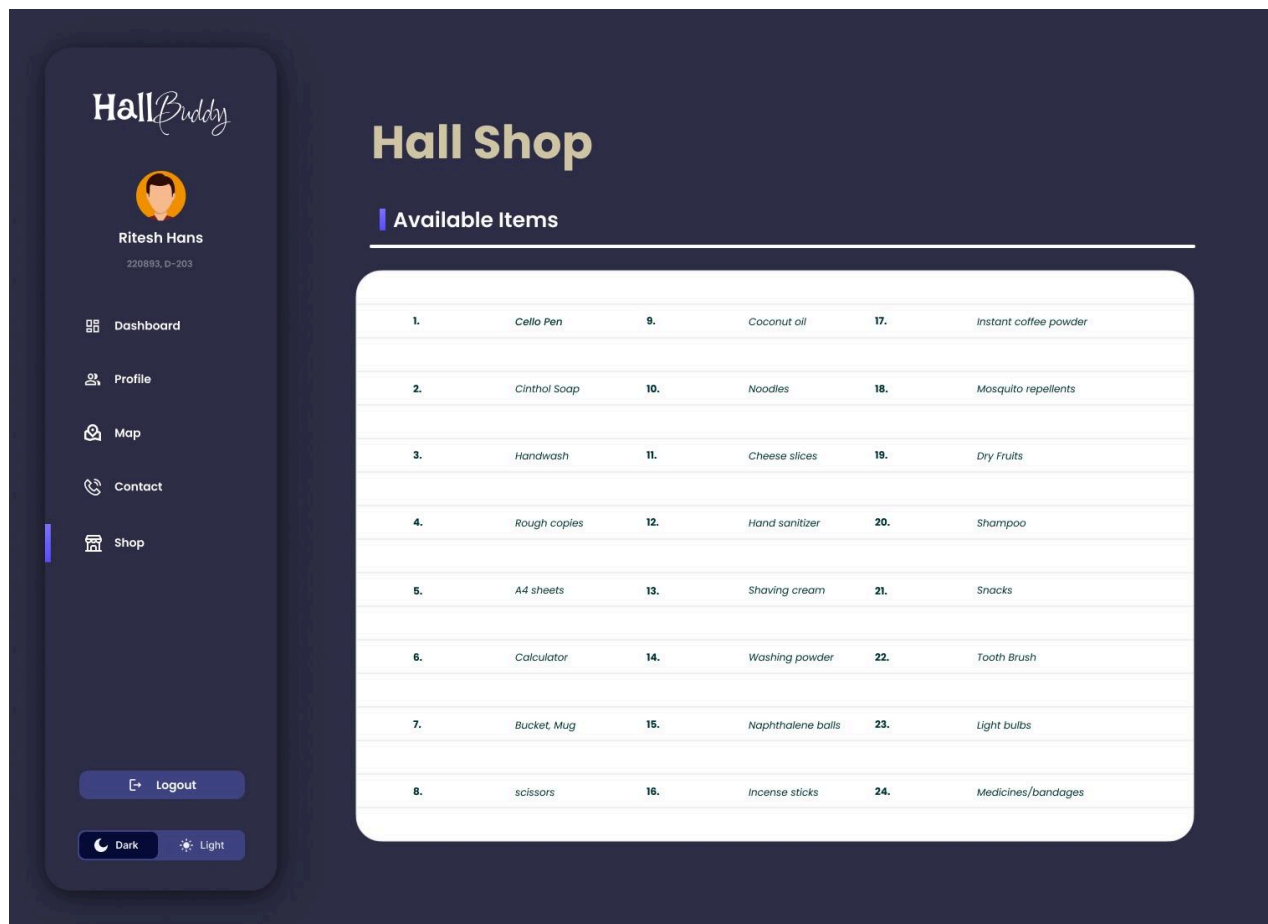 HallBuddy
Ritesh Hans
220893, D-203
Dashboard
Profile
Map
Contact
Shop
Logout
Dark Light
Hall Shop
Available Items
1. Cello Pen 9. Coconut oil 17. Instant coffee powder
2. Cinthol Soap 10. Noodles 18. Mosquito repellents
3. Handwash 11. Cheese slices 19. Dry Fruits
4. Rough copies 12. Hand sanitizer 20. Shampoo
5. A4 sheets 13. Shaving cream 21. Snacks
6. Calculator 14. Washing powder 22. Tooth Brush
7. Bucket, Mug 15. Naphthalene balls 23. Light bulbs
8. scissors 16. Incense sticks 24. Medicines/bandages